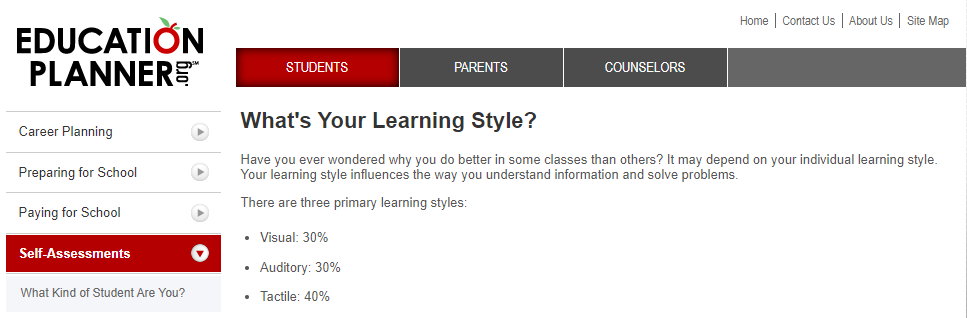 Home
Contact Us
About Us
Site Map
EDUCATION
PLANNER.org℠
STUDENTS
PARENTS
COUNSELORS
Career Planning
Preparing for School
Paying for School
Self-Assessments
What Kind of Student Are You?
What's Your Learning Style?
Have you ever wondered why you do better in some classes than others? It may depend on your individual learning style.
Your learning style influences the way you understand information and solve problems.
There are three primary learning styles:
• Visual: 30%
• Auditory: 30%
• Tactile: 40%